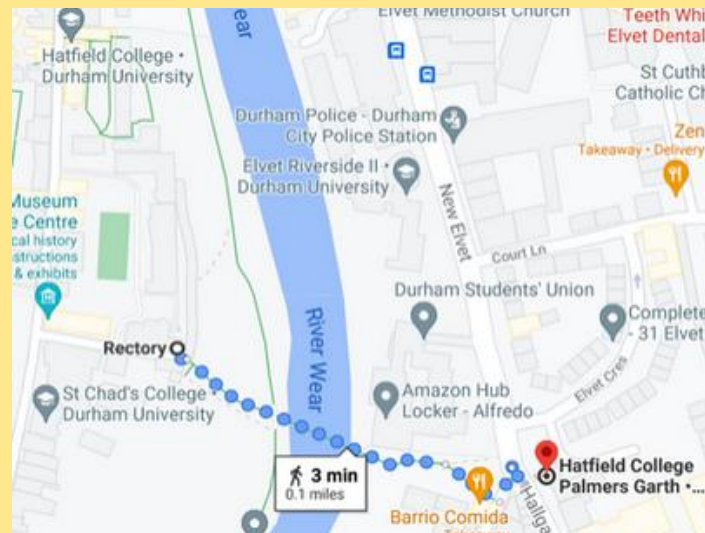 Elvet Methodist Church
Teeth Whi
Elvet Dental
Hatfield College •
Durham University
ear
St Cuthb
Catholic Ch
Durham Police - Durham
City Police Station
Zen
Takeaway • Delivery
Elvet Riverside II •
Durham University
New Elvet
Museum
e Centre
cal history
structions
& exhibits
Court Ln
Durham Students' Union
Complete
- 31 Elvet
River Wear
Rectory
St Chad's College •
Durham University
Amazon Hub
Locker - Alfredo
Elvet Cres
3 min
0.1 miles
Hatfield College
Palmers Garth •...
Hallga
Barrio Comida